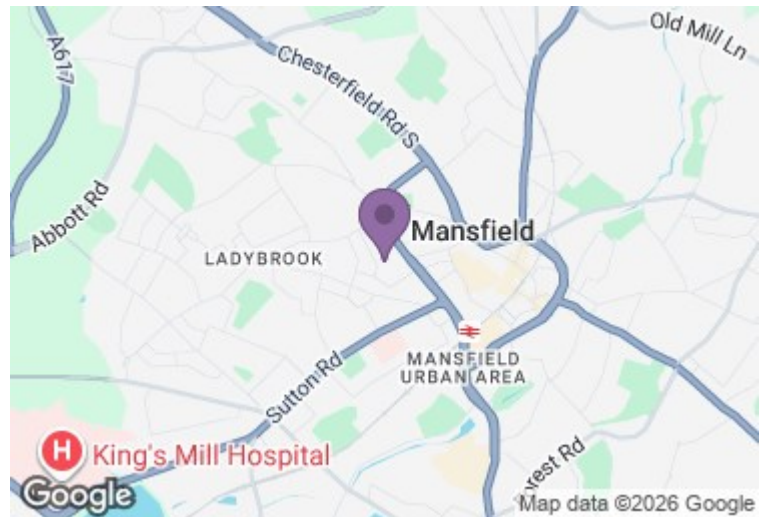 Old Mill Ln
A617
Chesterfield Rd S
Abbott Rd
Mansfield
LADYBROOK
MANSFIELD
URBAN AREA
Sutton Rd
H
King's Mill Hospital
orest Rd
Google
Map data ©2026 Google